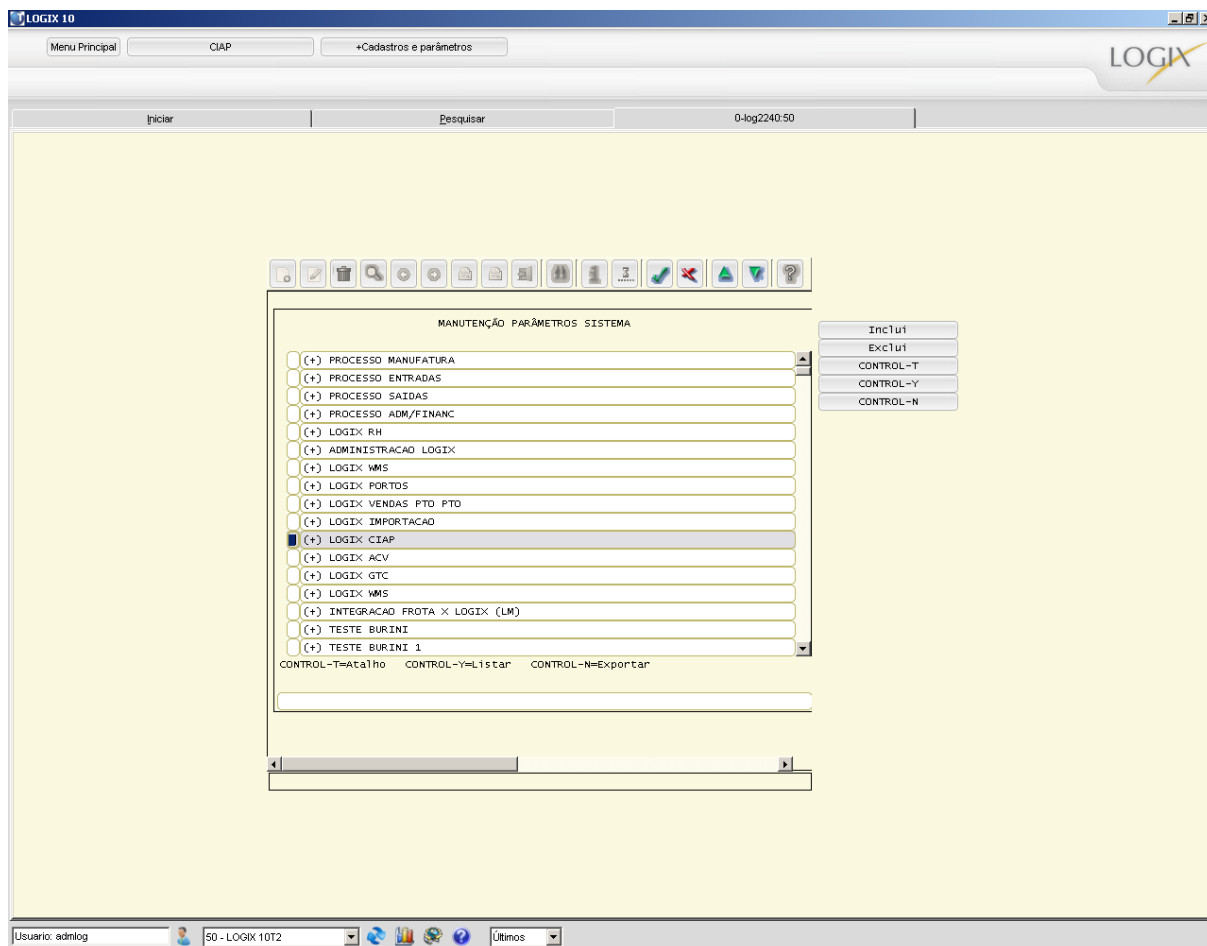 LOGIX 10
Menu Principal CIAP +Cadastros e parâmetros
LOGIX
Iniciar Pesquisar 0-log2240:50
MANUTENÇÃO PARÂMETROS SISTEMA
(+) PROCESSO MANUFATURA
(+) PROCESSO ENTRADAS
(+) PROCESSO SAIDAS
(+) PROCESSO ADM/FINANC
(+) LOGIX RH
(+) ADMINISTRACAO LOGIX
(+) LOGIX WMS
(+) LOGIX PORTOS
(+) LOGIX VENDAS PTO PTO
(+) LOGIX IMPORTACAO
(+) LOGIX CIAP
(+) LOGIX ACV
(+) LOGIX GTC
(+) LOGIX WMS
(+) INTEGRACAO FROTA X LOGIX (LM)
(+) TESTE BURINI
(+) TESTE BURINI 1
CONTROL-T=Atalho CONTROL-Y=Listar CONTROL-N=Exportar
Inclui
Exclui
CONTROL-T
CONTROL-Y
CONTROL-N
Usuario: admlog 50 - LOGIX 10T2 Últimos